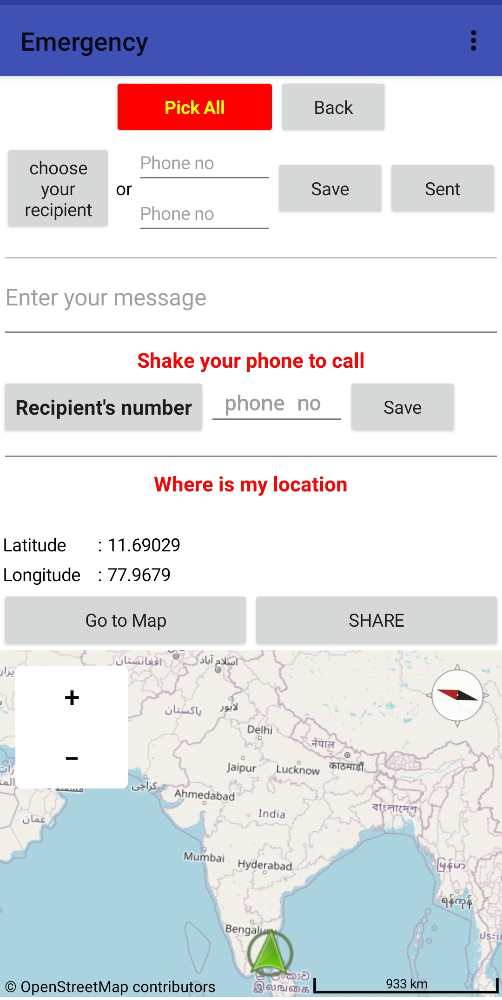 Emergency
Pick All
Back
choose
your
recipient
or
Phone no
Phone no
Save
Sent
Enter your message
Shake your phone to call
Recipient's number
phone no
Save
Where is my location
Latitude : 11.69029
Longitude : 77.9679
Go to Map
SHARE
افغانستان
اسلام آباد
+
پاکستان
لاہور
Delhi
नेपाल
−
Jaipur
Lucknow
काठमाडौं
کراچی
Ahmedabad
عمان
India
বাংলাদেশ
Mumbai
Hyderabad
မြန်မာ
ရန်ကုန်
இலங்கை
© OpenStreetMap contributors
933 km